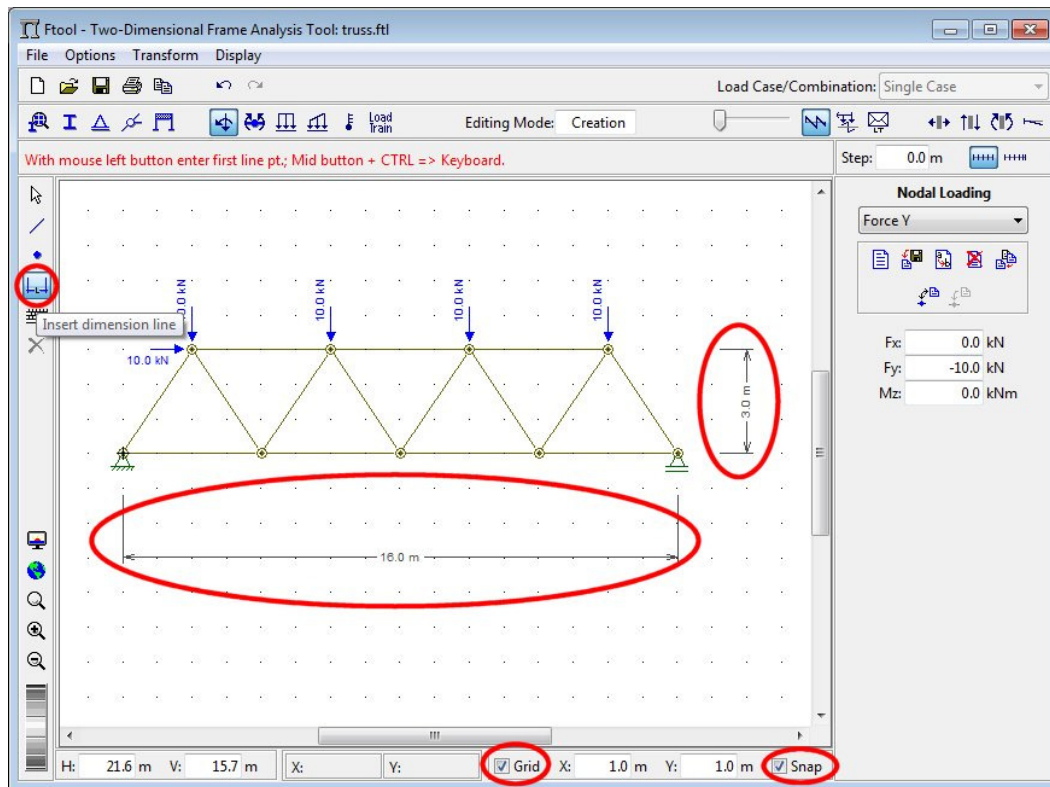 Ftool - Two-Dimensional Frame Analysis Tool: truss.ftl
File Options Transform Display
Load Case/Combination: Single Case
Load Train
Editing Mode: Creation
With mouse left button enter first line pt.; Mid button + CTRL => Keyboard.
Step: 0.0 m
Nodal Loading
Force Y
L
Insert dimension line
10.0 kN
10.0 kN
10.0 kN
10.0 kN
3.0 m
16.0 m
Fx: 0.0 kN
Fy: -10.0 kN
Mz: 0.0 kNm
H: 21.6 m V: 15.7 m X: Y: Grid X: 1.0 m Y: 1.0 m Snap